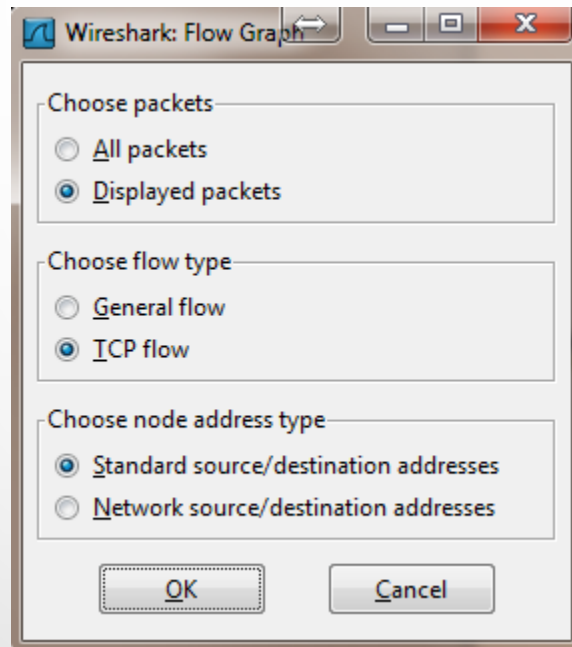 Wireshark: Flow Graph
Choose packets
All packets
Displayed packets
Choose flow type
General flow
TCP flow
Choose node address type
Standard source/destination addresses
Network source/destination addresses
OK
Cancel